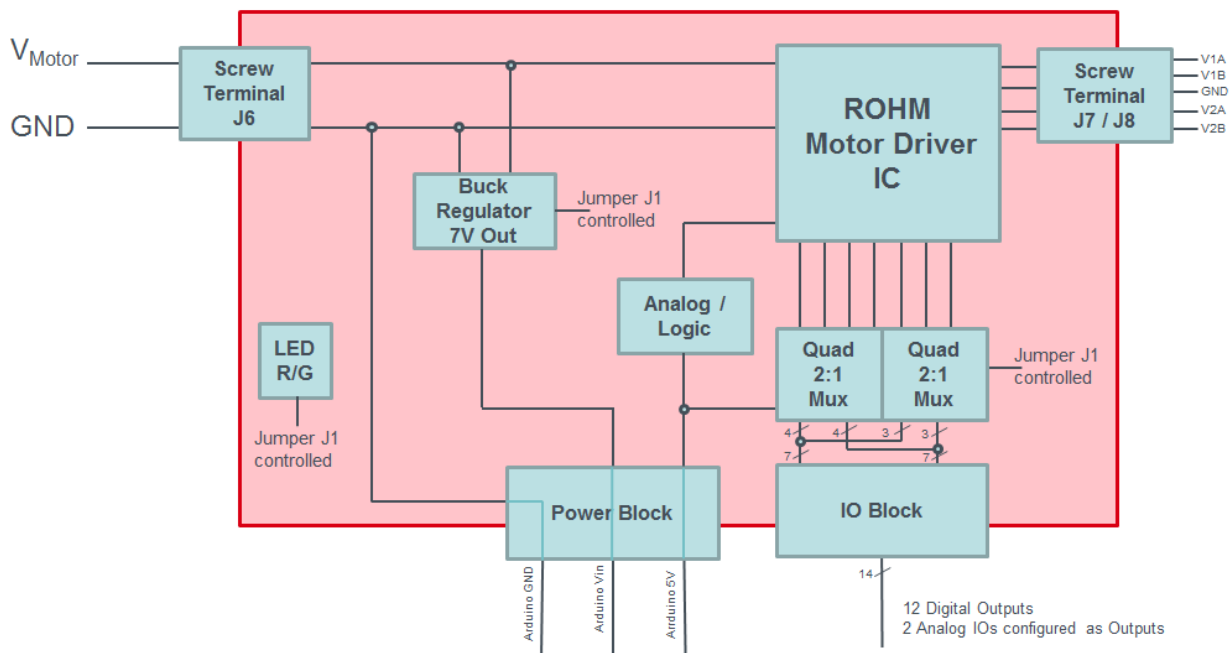 VMotor
GND
Screw
Terminal
J6
ROHM
Motor Driver
IC
Screw
Terminal
J7 / J8
V1A
V1B
GND
V2A
V2B
Buck
Regulator
7V Out
Jumper J1
controlled
Analog /
Logic
LED
R/G
Jumper J1
controlled
Quad
2:1
Mux
Quad
2:1
Mux
Jumper J1
controlled
4
4
3
3
7
7
Power Block
IO Block
Arduino GND
Arduino Vin
Arduino 5V
14
12 Digital Outputs
2 Analog IOs configured as Outputs